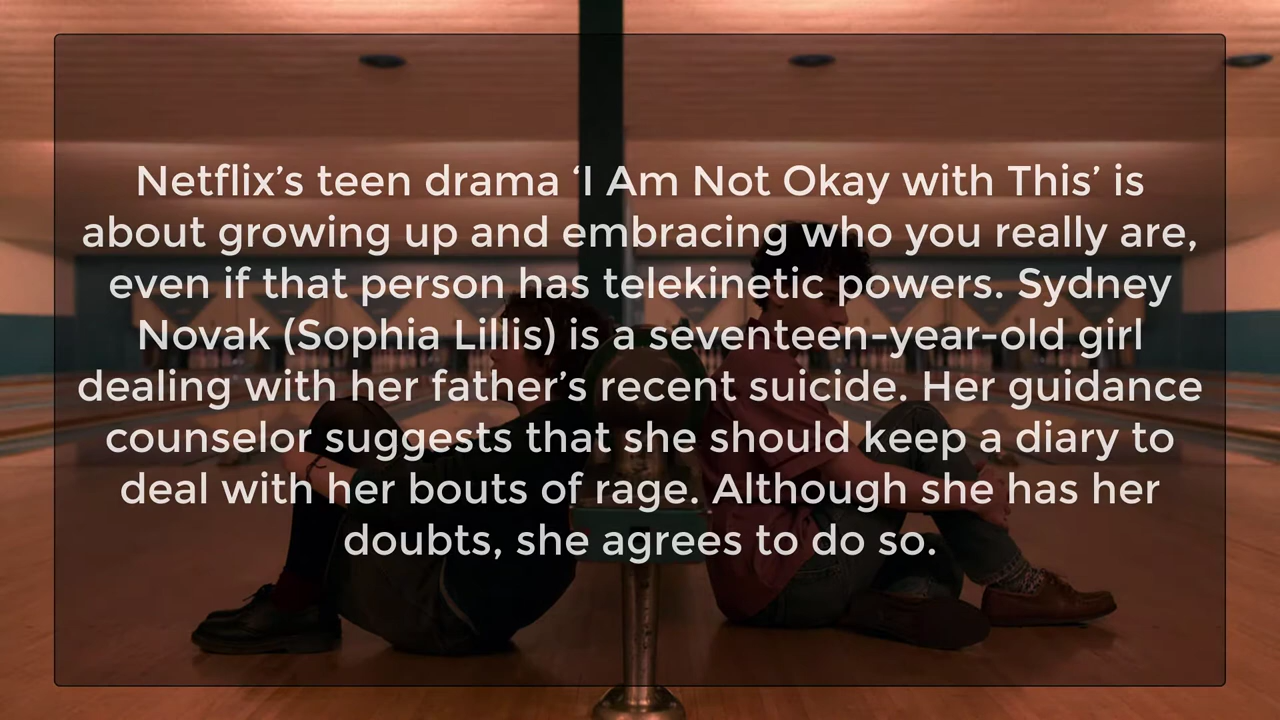 Netflix’s teen drama ‘I Am Not Okay with This’ is
about growing up and embracing who you really are,
even if that person has telekinetic powers. Sydney
Novak (Sophia Lillis) is a seventeen-year-old girl
dealing with her father’s recent suicide. Her guidance
counselor suggests that she should keep a diary to
deal with her bouts of rage. Although she has her
doubts, she agrees to do so.